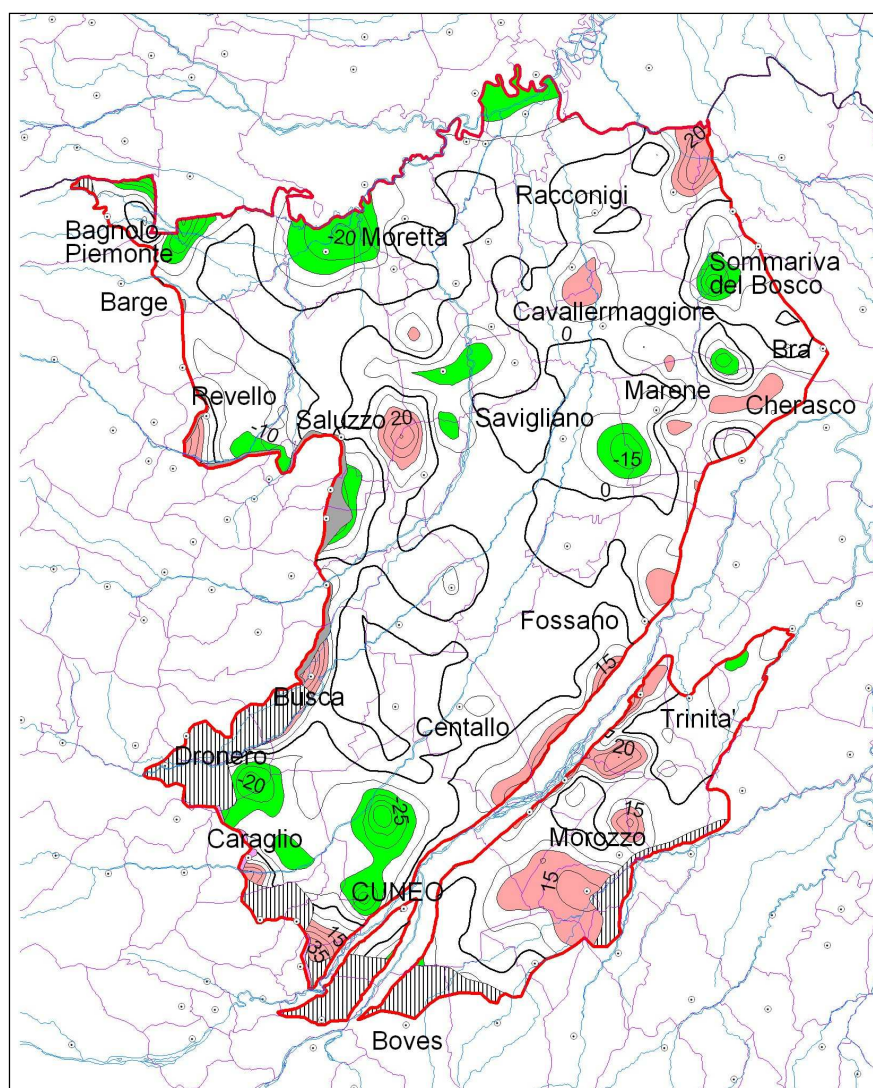 20
Racconigi
Bagnolo
Piemonte
-20
Moretta
Sommariva
del Bosco
Barge
Cavallermaggiore
0
Bra'
Marene
Revello
Cherasco
-10
Saluzzo
20
Savigliano
-15
0
Fossano
15
Busca
Trinita'
Centallo
-20
Dronero
-20
-25
15
Caraglio
Morozzo
15
CUNEO
15
35
Boves